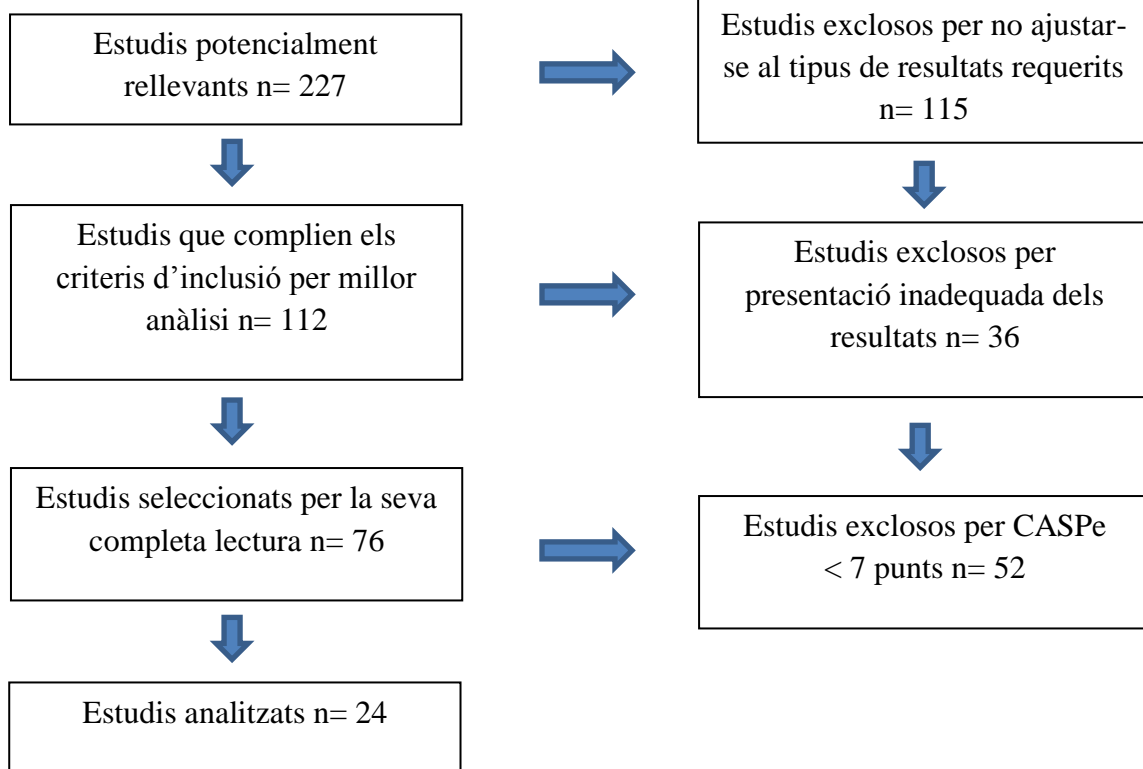 Estudis potencialment
rellevants n= 227
Estudis exclosos per no ajustar-
se al tipus de resultats requerits
n= 115
Estudis que complien els
criteris d’inclusió per millor
anàlisi n= 112
Estudis exclosos per
presentació inadequada dels
resultats n= 36
Estudis seleccionats per la seva
completa lectura n= 76
Estudis exclosos per CASPe
< 7 punts n= 52
Estudis analitzats n= 24